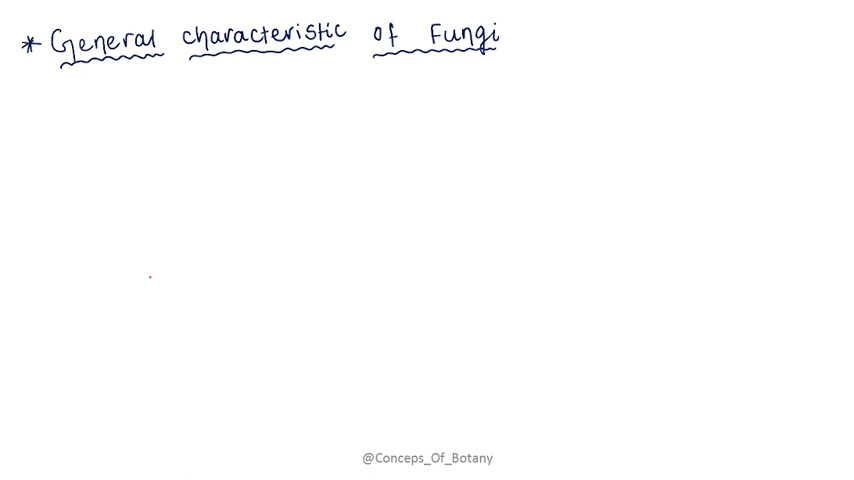 * General characteristic of Fungi
@Conceps_Of_Botany